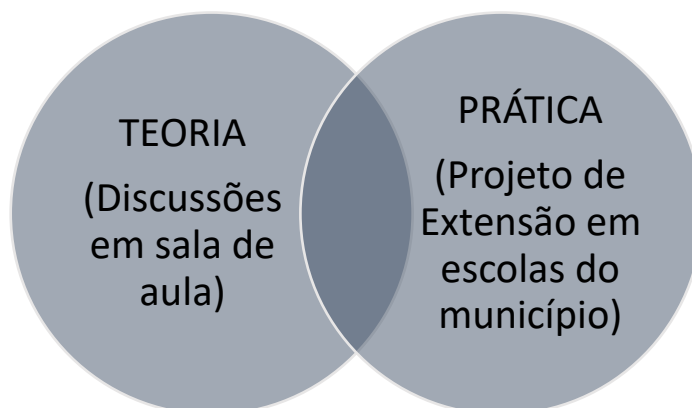 TEORIA
(Discussões
em sala de
aula)
PRÁTICA
(Projeto de
Extensão em
escolas do
município)